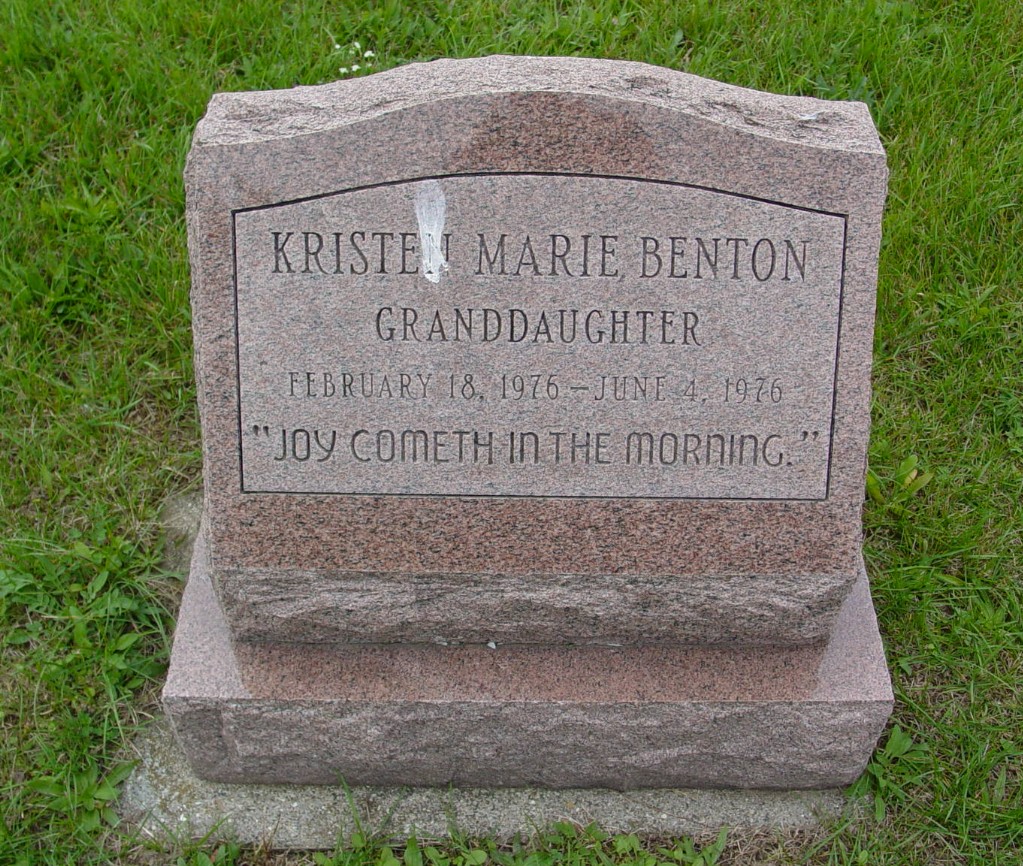 KRISTEN MARIE BENTON
GRANDDAUGHTER
FEBRUARY 18, 1976 – JUNE 4, 1976
"JOY COMETH IN THE MORNING."